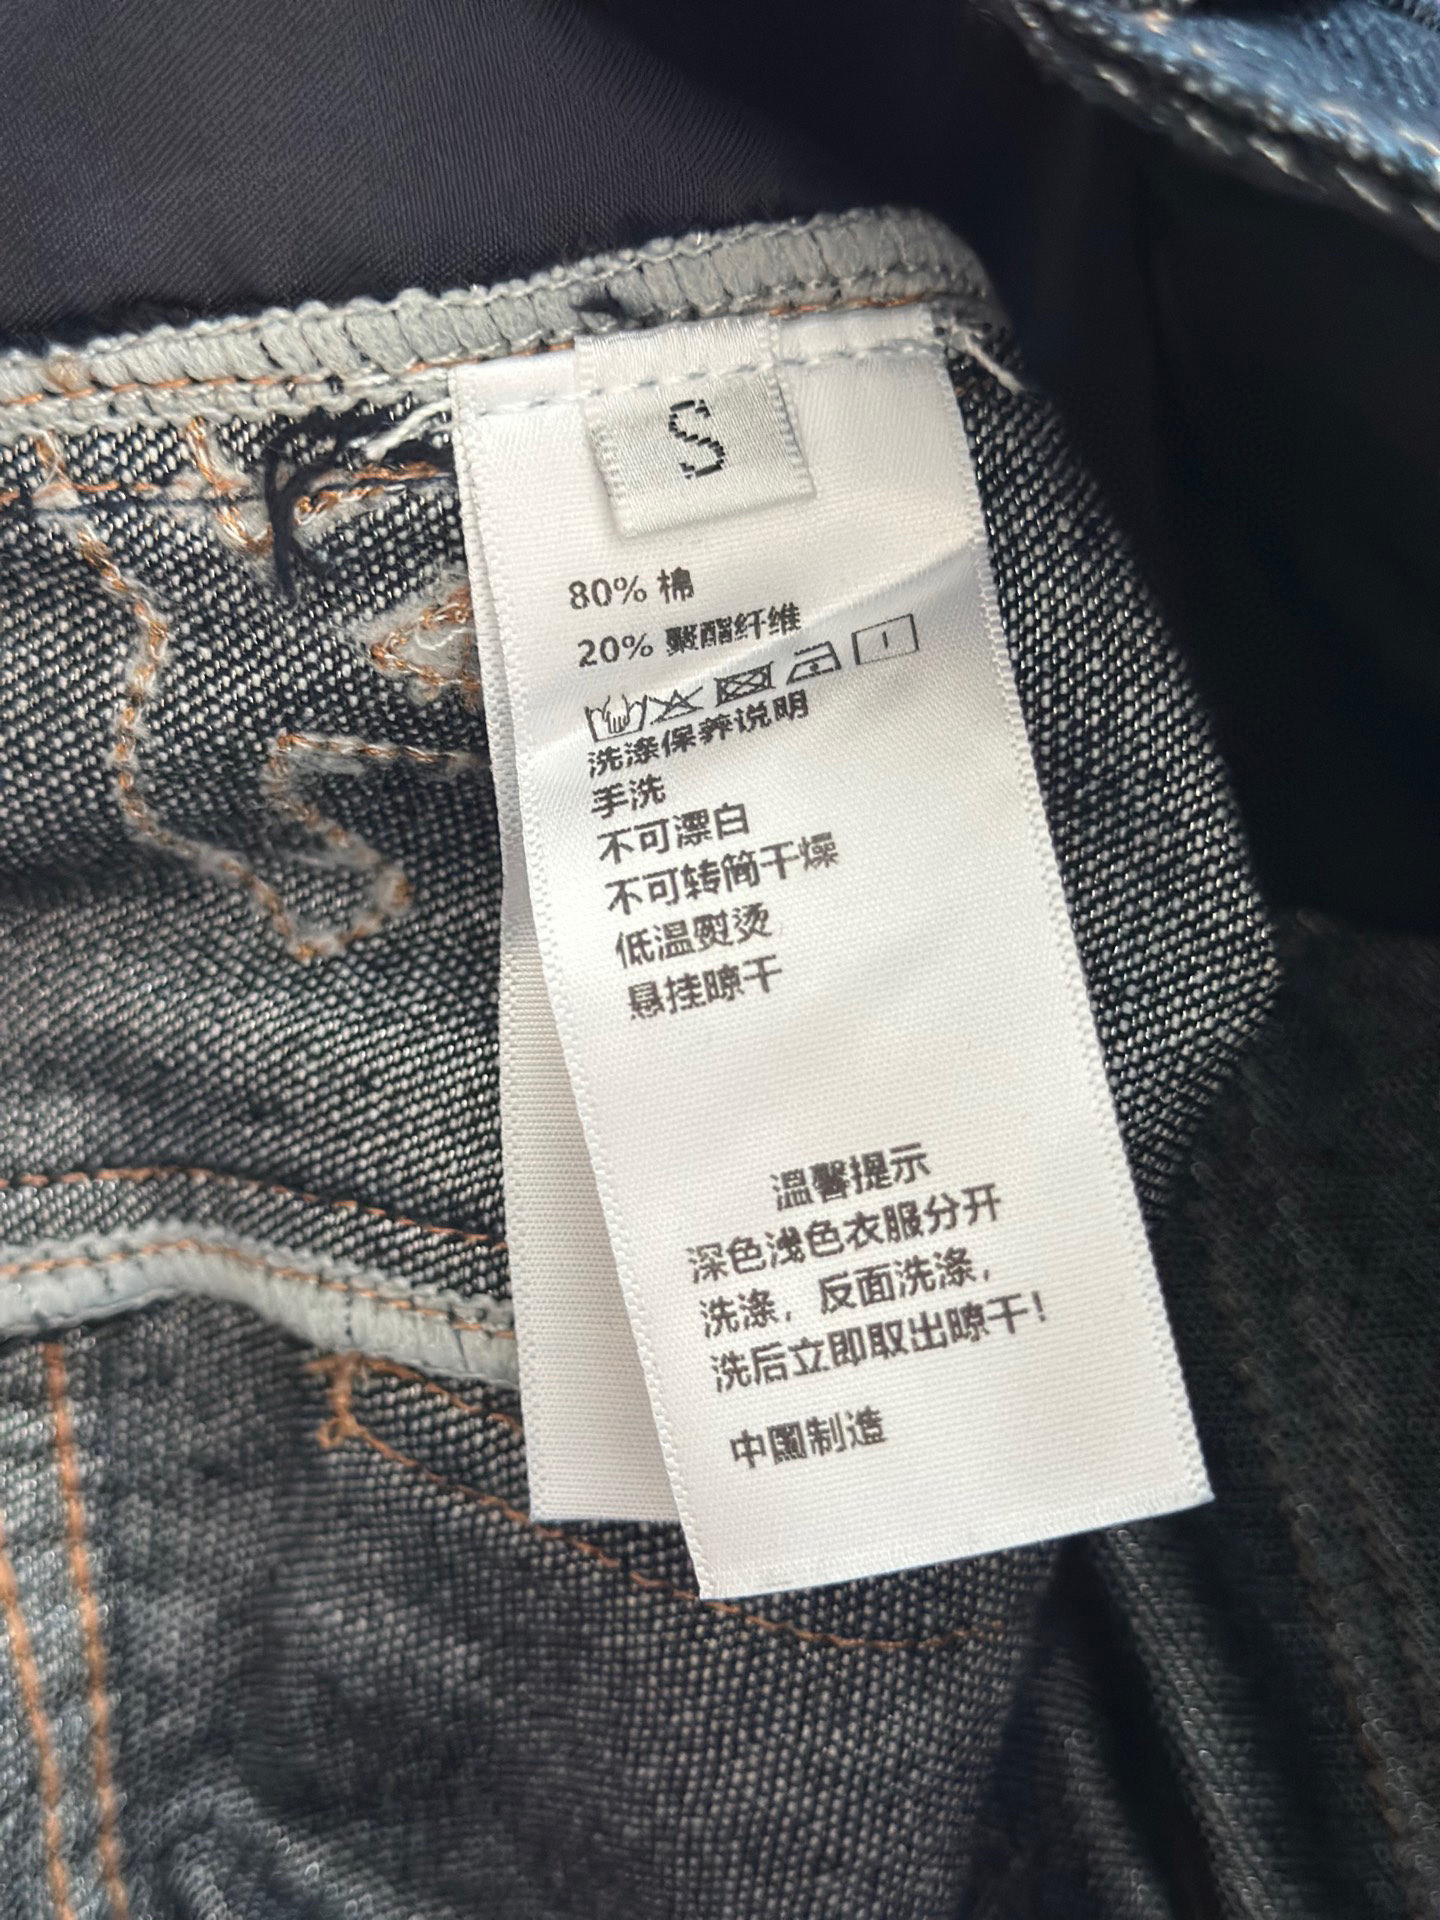 S
80% 棉
20% 聚酯纤维
洗涤保养说明
手洗
不可漂白
不可转筒干燥
低温熨烫
悬挂晾干
温馨提示
深色浅色衣服分开
洗涤，反面洗涤，
洗后立即取出晾干！
中国制造